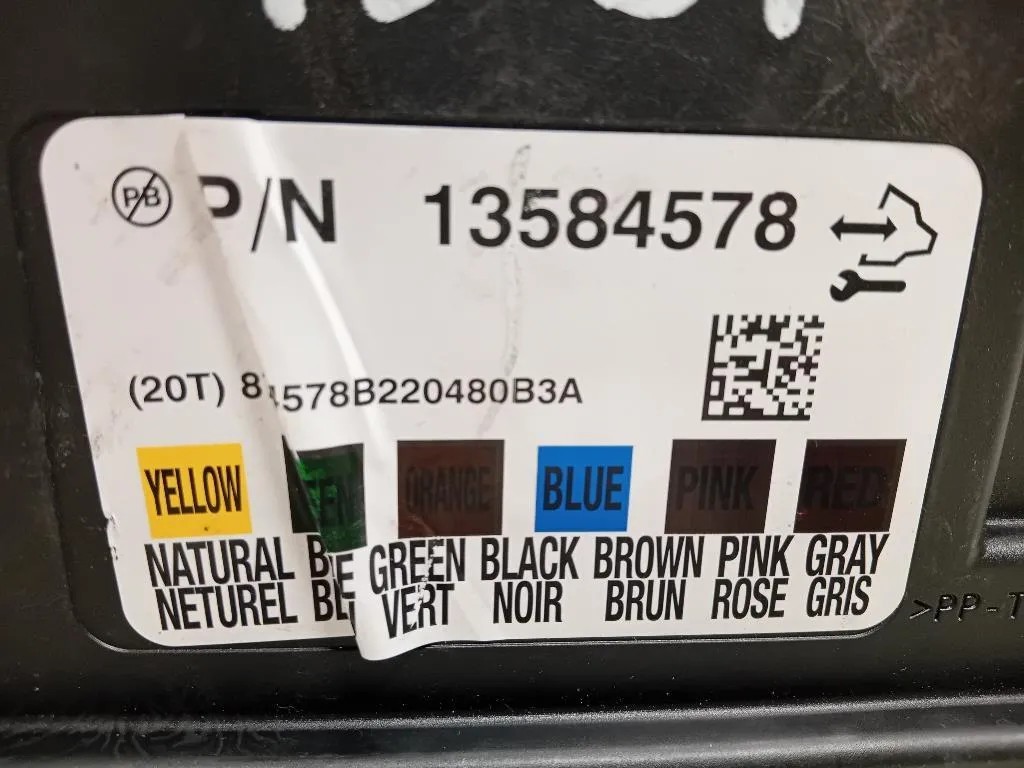 PB P/N 13584578
(20T) 8 4578B220480B3A
YELLOW ORANGE BLUE PINK RED
NATURAL GREEN BLACK BROWN PINK GRAY
NETUREL VERT NOIR BRUN ROSE GRIS
>PP-T